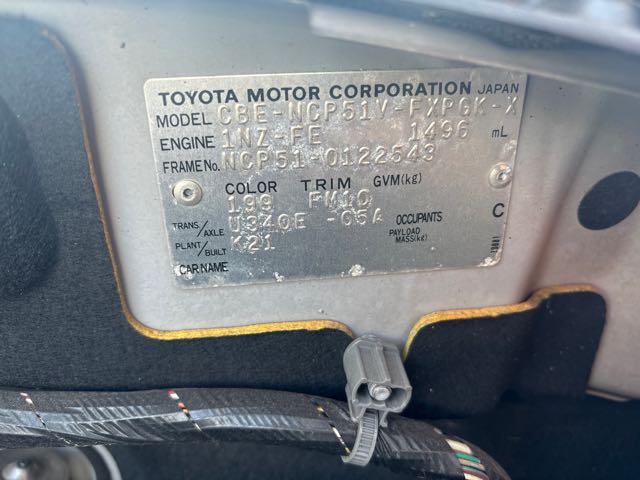 TOYOTA MOTOR CORPORATION JAPAN
MODEL CBE-NCP51V-FXPGK-X
ENGINE 1NZ-FE 1496 mL
FRAME No. NCP51-0122543
COLOR TRIM GVM(kg)
199 FM10
TRANS/AXLE U340E -05A OCCUPANTS C
PLANT/BUILT K21 PAYLOAD MASS(kg)
CAR NAME